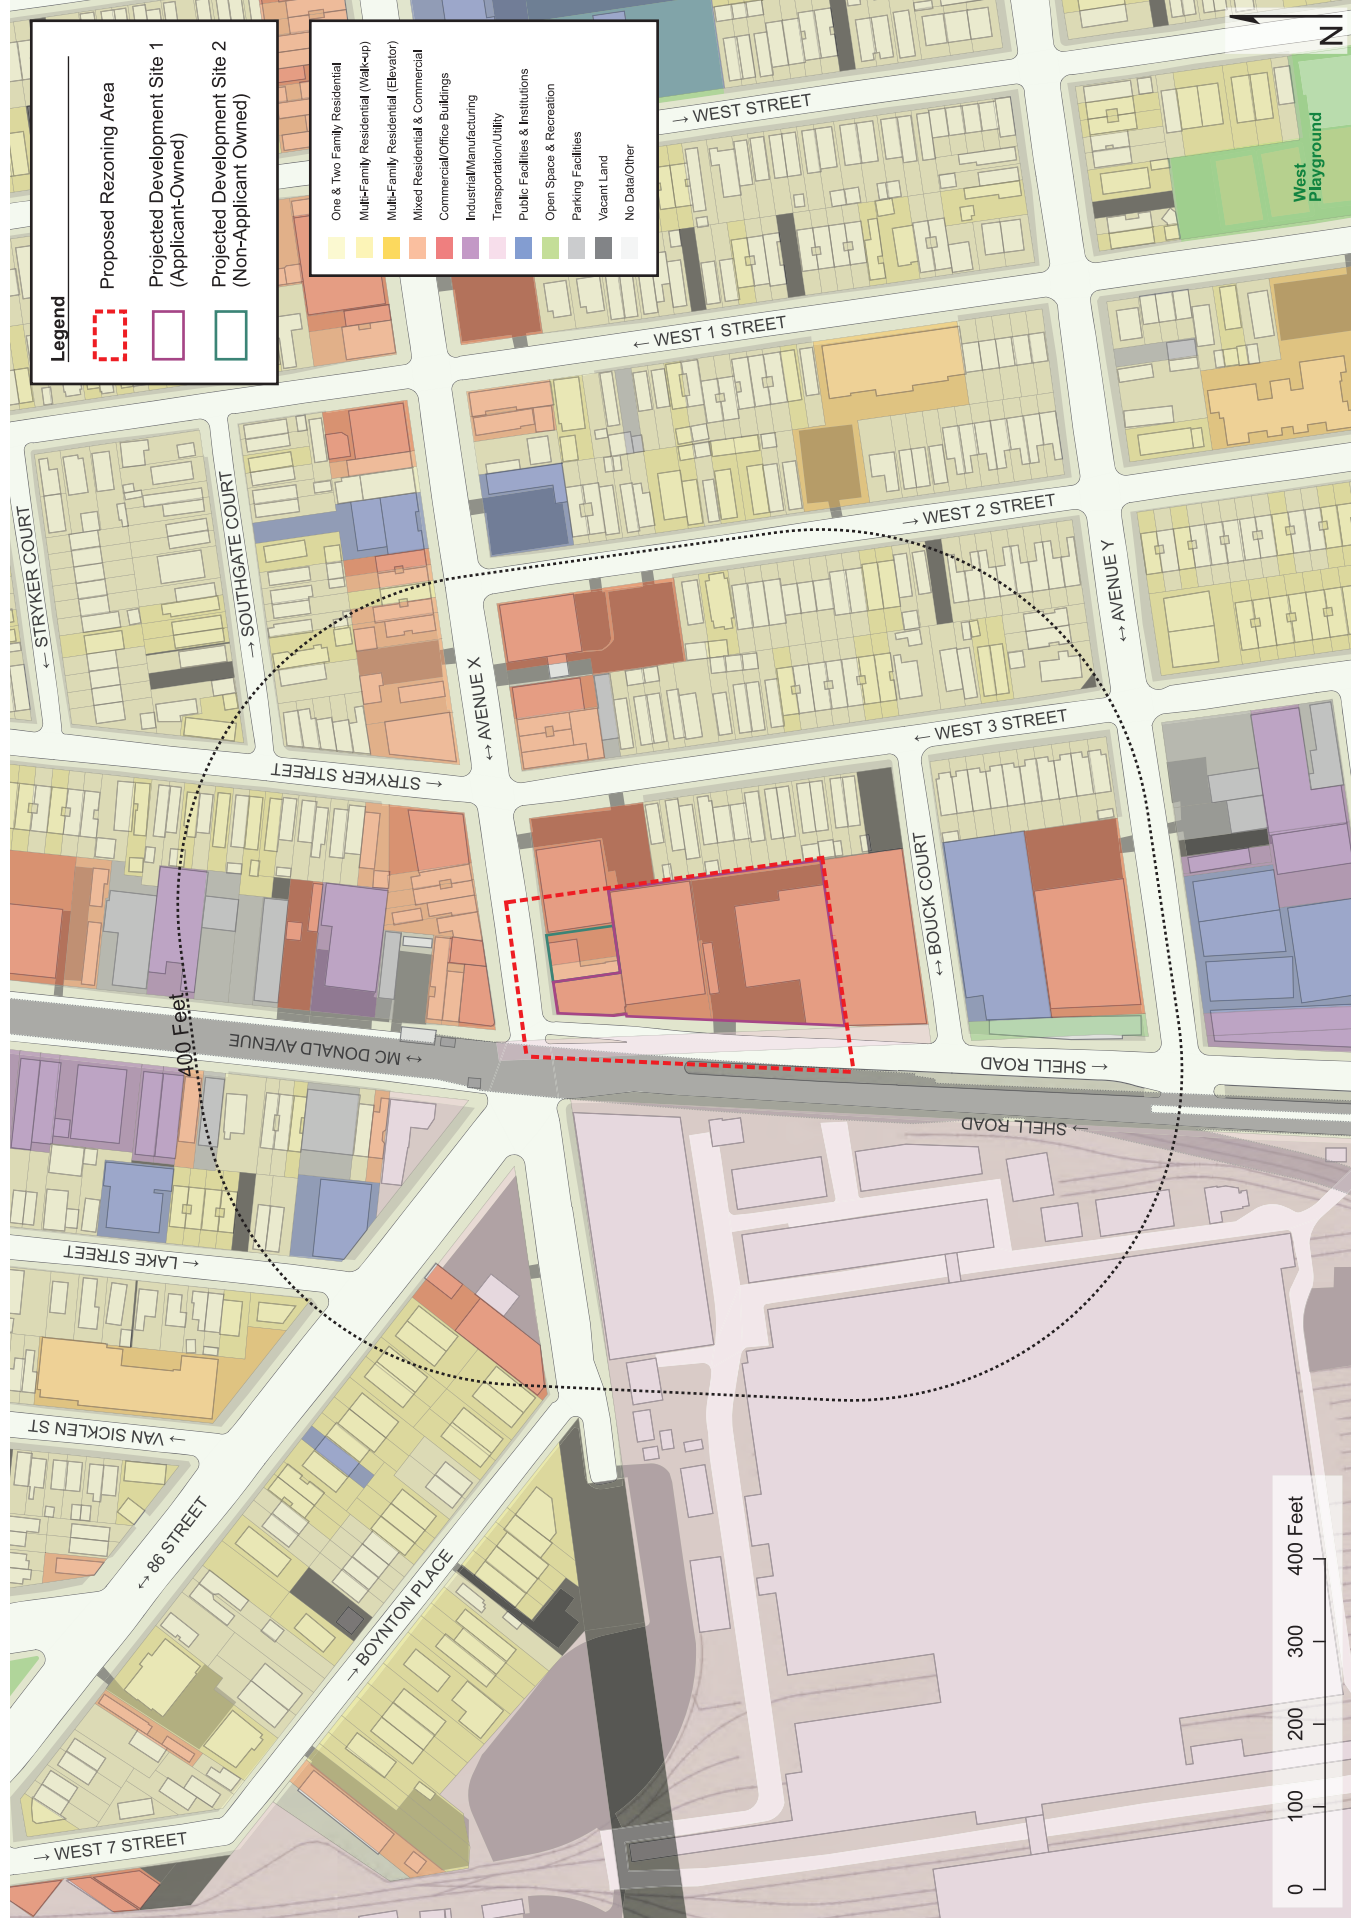 Legend
Proposed Rezoning Area
Projected Development Site 1
(Applicant-Owned)
Projected Development Site 2
(Non-Applicant Owned)
One & Two Family Residential
Multi-Family Residential (Walk-up)
Multi-Family Residential (Elevator)
Mixed Residential & Commercial
Commercial/Office Buildings
Industrial/Manufacturing
Transportation/Utility
Public Facilities & Institutions
Open Space & Recreation
Parking Facilities
Vacant Land
No Data/Other
N
← STRYKER COURT
← SOUTHGATE COURT
← STRYKER STREET
↔ AVENUE X
→ WEST STREET
← WEST 1 STREET
→ WEST 2 STREET
← WEST 3 STREET
↔ AVENUE Y
↔ BOUCK COURT
West
Playground
↔ MC DONALD AVENUE
400 Feet
← SHELL ROAD
← SHELL ROAD
← LAKE STREET
← VAN SICKLEN ST
↔ 86 STREET
→ BOYNTON PLACE
→ WEST 7 STREET
0 100 200 300 400 Feet